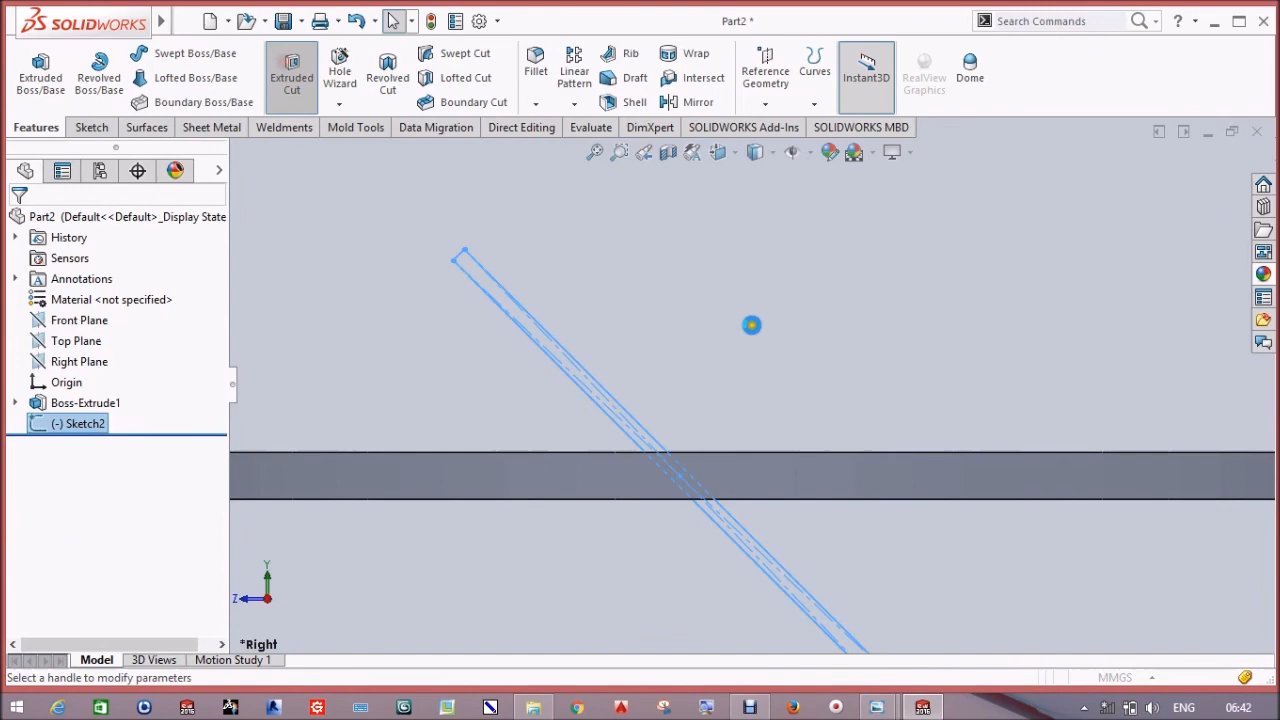 SOLIDWORKS
Part2 *
Search Commands
Extruded Boss/Base
Revolved Boss/Base
Swept Boss/Base
Lofted Boss/Base
Boundary Boss/Base
Extruded Cut
Hole Wizard
Revolved Cut
Swept Cut
Lofted Cut
Boundary Cut
Fillet
Linear Pattern
Rib
Draft
Shell
Wrap
Intersect
Mirror
Reference Geometry
Curves
Instant3D
RealView Graphics
Dome
Features Sketch Surfaces Sheet Metal Weldments Mold Tools Data Migration Direct Editing Evaluate DimXpert SOLIDWORKS Add-Ins SOLIDWORKS MBD
Part2 (Default<<Default>_Display State
History
Sensors
Annotations
Material <not specified>
Front Plane
Top Plane
Right Plane
Origin
Boss-Extrude1
(-) Sketch2
Y
Z
*Right
Model 3D Views Motion Study 1
Select a handle to modify parameters
MMGS
06:42